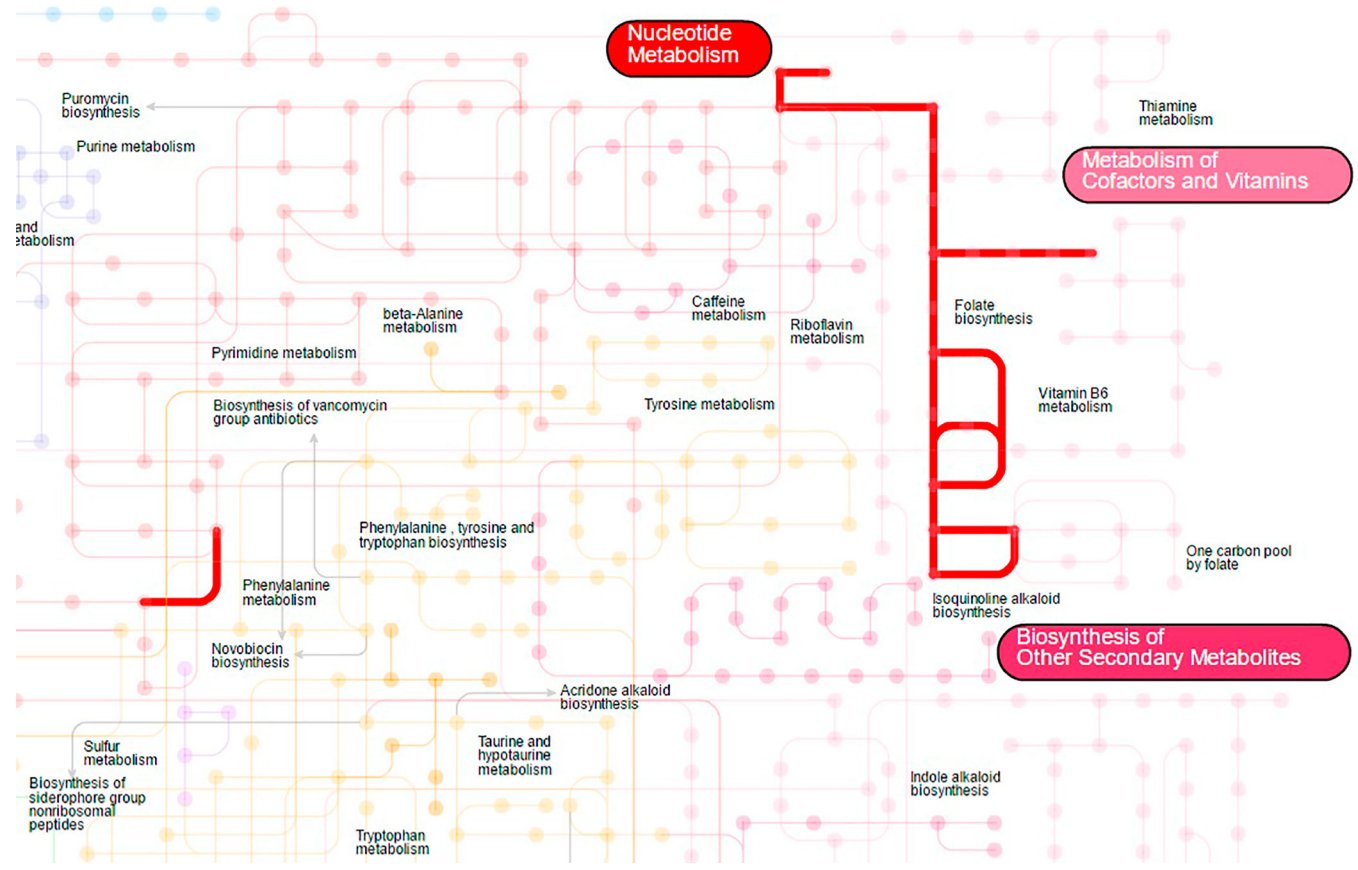 Nucleotide
Metabolism
Puromycin
biosynthesis
Thiamine
metabolism
Purine metabolism
Metabolism of
Cofactors and Vitamins
and
etabolism
Caffeine
metabolism
Folate
biosynthesis
beta-Alanine
metabolism
Riboflavin
metabolism
Pyrimidine metabolism
Vitamin B6
metabolism
Biosynthesis of vancomycin
group antibiotics
Tyrosine metabolism
Phenylalanine , tyrosine and
tryptophan biosynthesis
One carbon pool
by folate
Phenylalanine
metabolism
Isoquinoline alkaloid
biosynthesis
Biosynthesis of
Other Secondary Metabolites
Novobiocin
biosynthesis
Acridone alkaloid
biosynthesis
Sulfur
metabolism
Taurine and
hypotaurine
metabolism
Biosynthesis of
siderophore group
nonribosomal
peptides
Indole alkaloid
biosynthesis
Tryptophan
metabolism